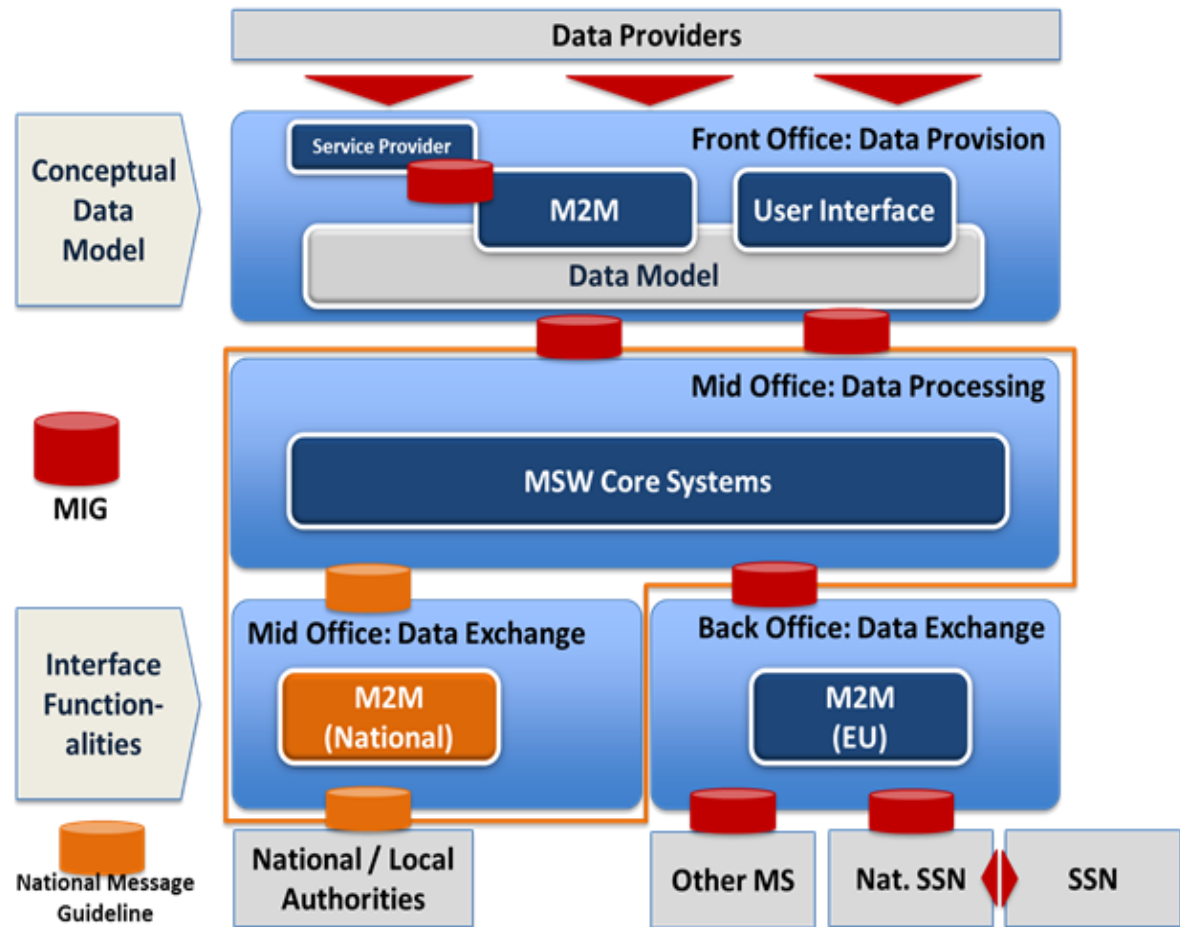 Data Providers
Conceptual
Data
Model
Service Provider
Front Office: Data Provision
M2M
User Interface
Data Model
Mid Office: Data Processing
MSW Core Systems
MIG
Interface
Function-
alities
Mid Office: Data Exchange
M2M
(National)
Back Office: Data Exchange
M2M
(EU)
National Message
Guideline
National / Local
Authorities
Other MS
Nat. SSN
SSN